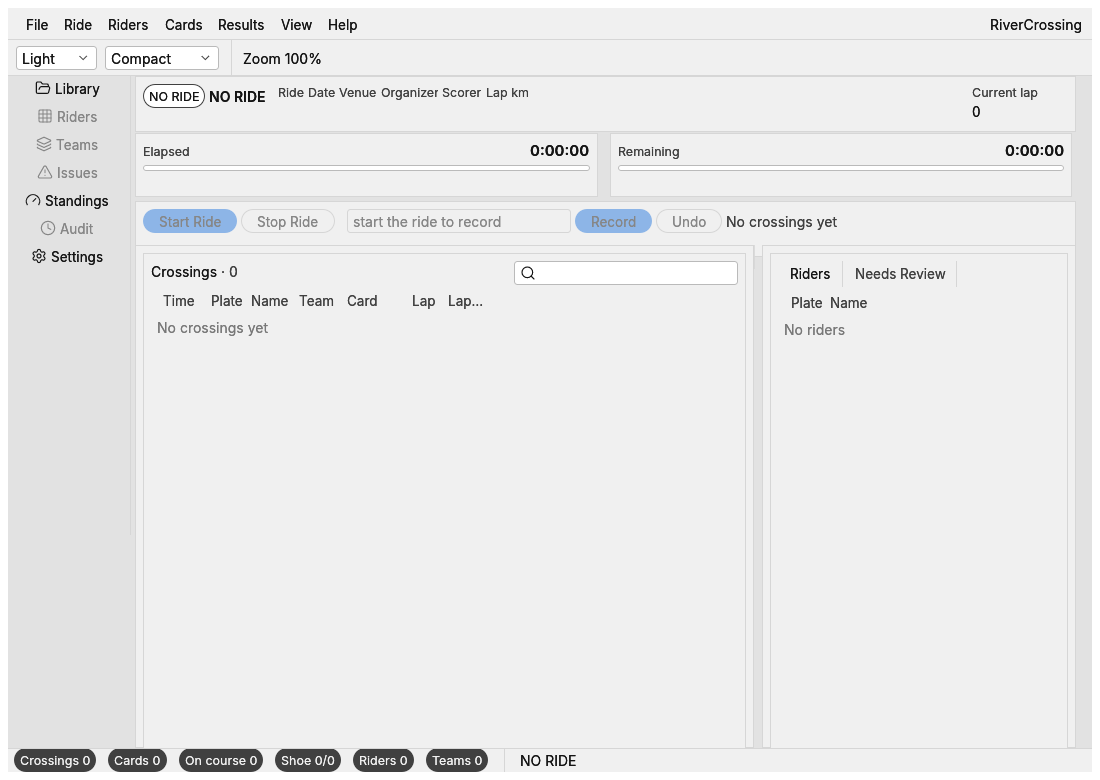 File Ride Riders Cards Results View Help RiverCrossing
Light Compact Zoom 100%
Library
Riders
Teams
Issues
Standings
Audit
Settings
NO RIDE NO RIDE Ride Date Venue Organizer Scorer Lap km
Current lap
0
Elapsed 0:00:00
Remaining 0:00:00
Start Ride Stop Ride start the ride to record Record Undo No crossings yet
Crossings · 0
Time Plate Name Team Card Lap Lap...
No crossings yet
Riders Needs Review
Plate Name
No riders
Crossings 0 Cards 0 On course 0 Shoe 0/0 Riders 0 Teams 0 NO RIDE